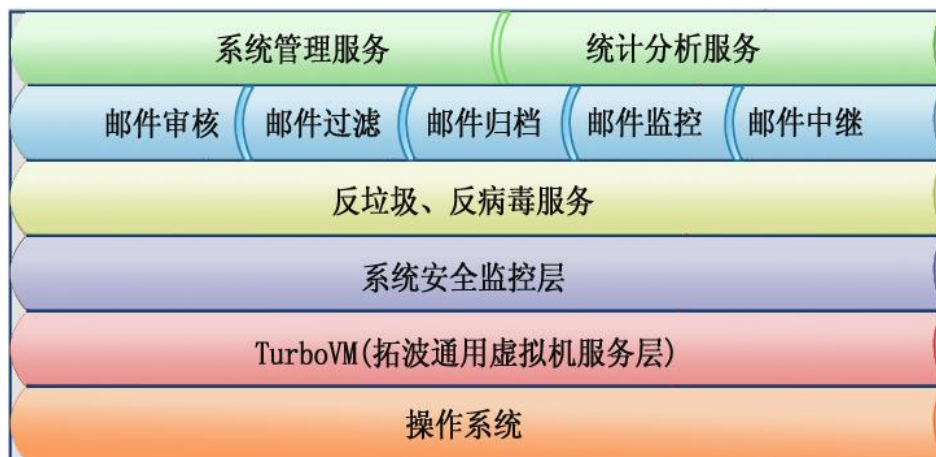 系统管理服务 统计分析服务
邮件审核 邮件过滤 邮件归档 邮件监控 邮件中继
反垃圾、反病毒服务
系统安全监控层
TurboVM(拓波通用虚拟机服务层)
操作系统